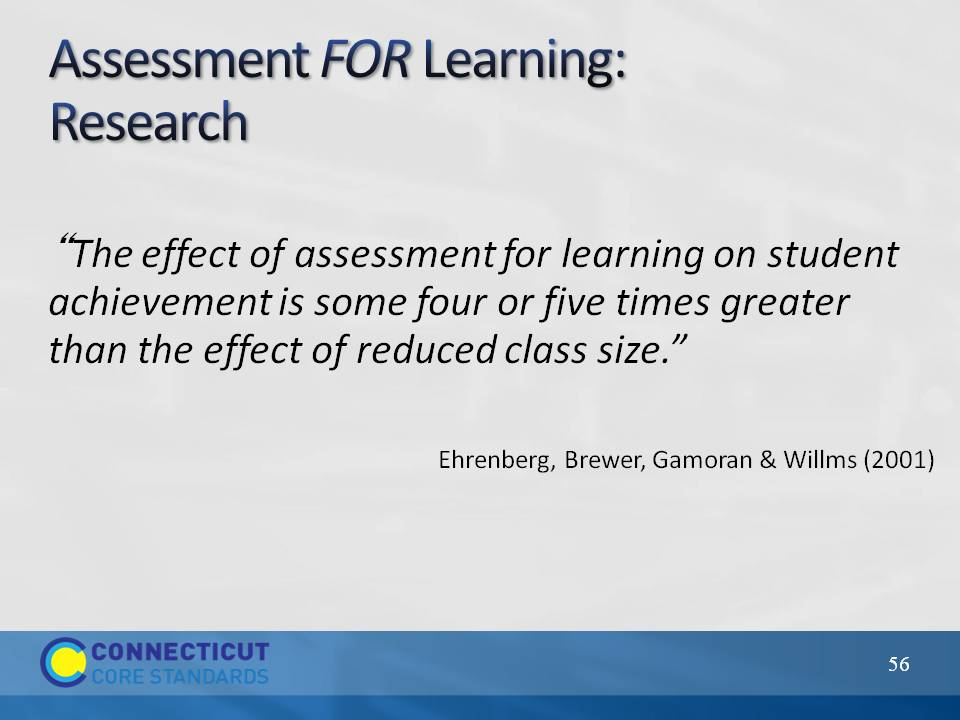 Assessment FOR Learning:
Research
“The effect of assessment for learning on student
achievement is some four or five times greater
than the effect of reduced class size.”
Ehrenberg, Brewer, Gamoran & Willms (2001)
CONNECTICUT
CORE STANDARDS
56